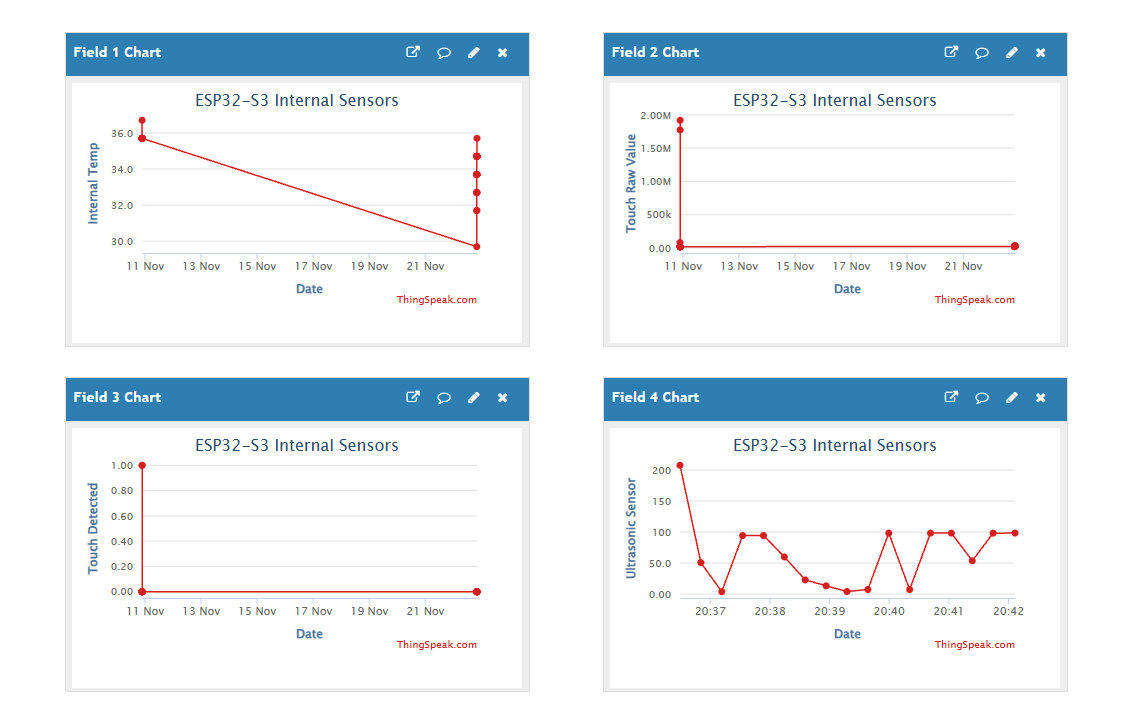 Field 1 Chart
ESP32-S3 Internal Sensors
Internal Temp
36.0
34.0
32.0
30.0
11 Nov 13 Nov 15 Nov 17 Nov 19 Nov 21 Nov
Date
ThingSpeak.com
Field 2 Chart
ESP32-S3 Internal Sensors
Touch Raw Value
2.00M
1.50M
1.00M
500k
0.00
11 Nov 13 Nov 15 Nov 17 Nov 19 Nov 21 Nov
Date
ThingSpeak.com
Field 3 Chart
ESP32-S3 Internal Sensors
Touch Detected
1.00
0.80
0.60
0.40
0.20
0.00
11 Nov 13 Nov 15 Nov 17 Nov 19 Nov 21 Nov
Date
ThingSpeak.com
Field 4 Chart
ESP32-S3 Internal Sensors
Ultrasonic Sensor
200
150
100
50.0
0.00
20:37 20:38 20:39 20:40 20:41 20:42
Date
ThingSpeak.com